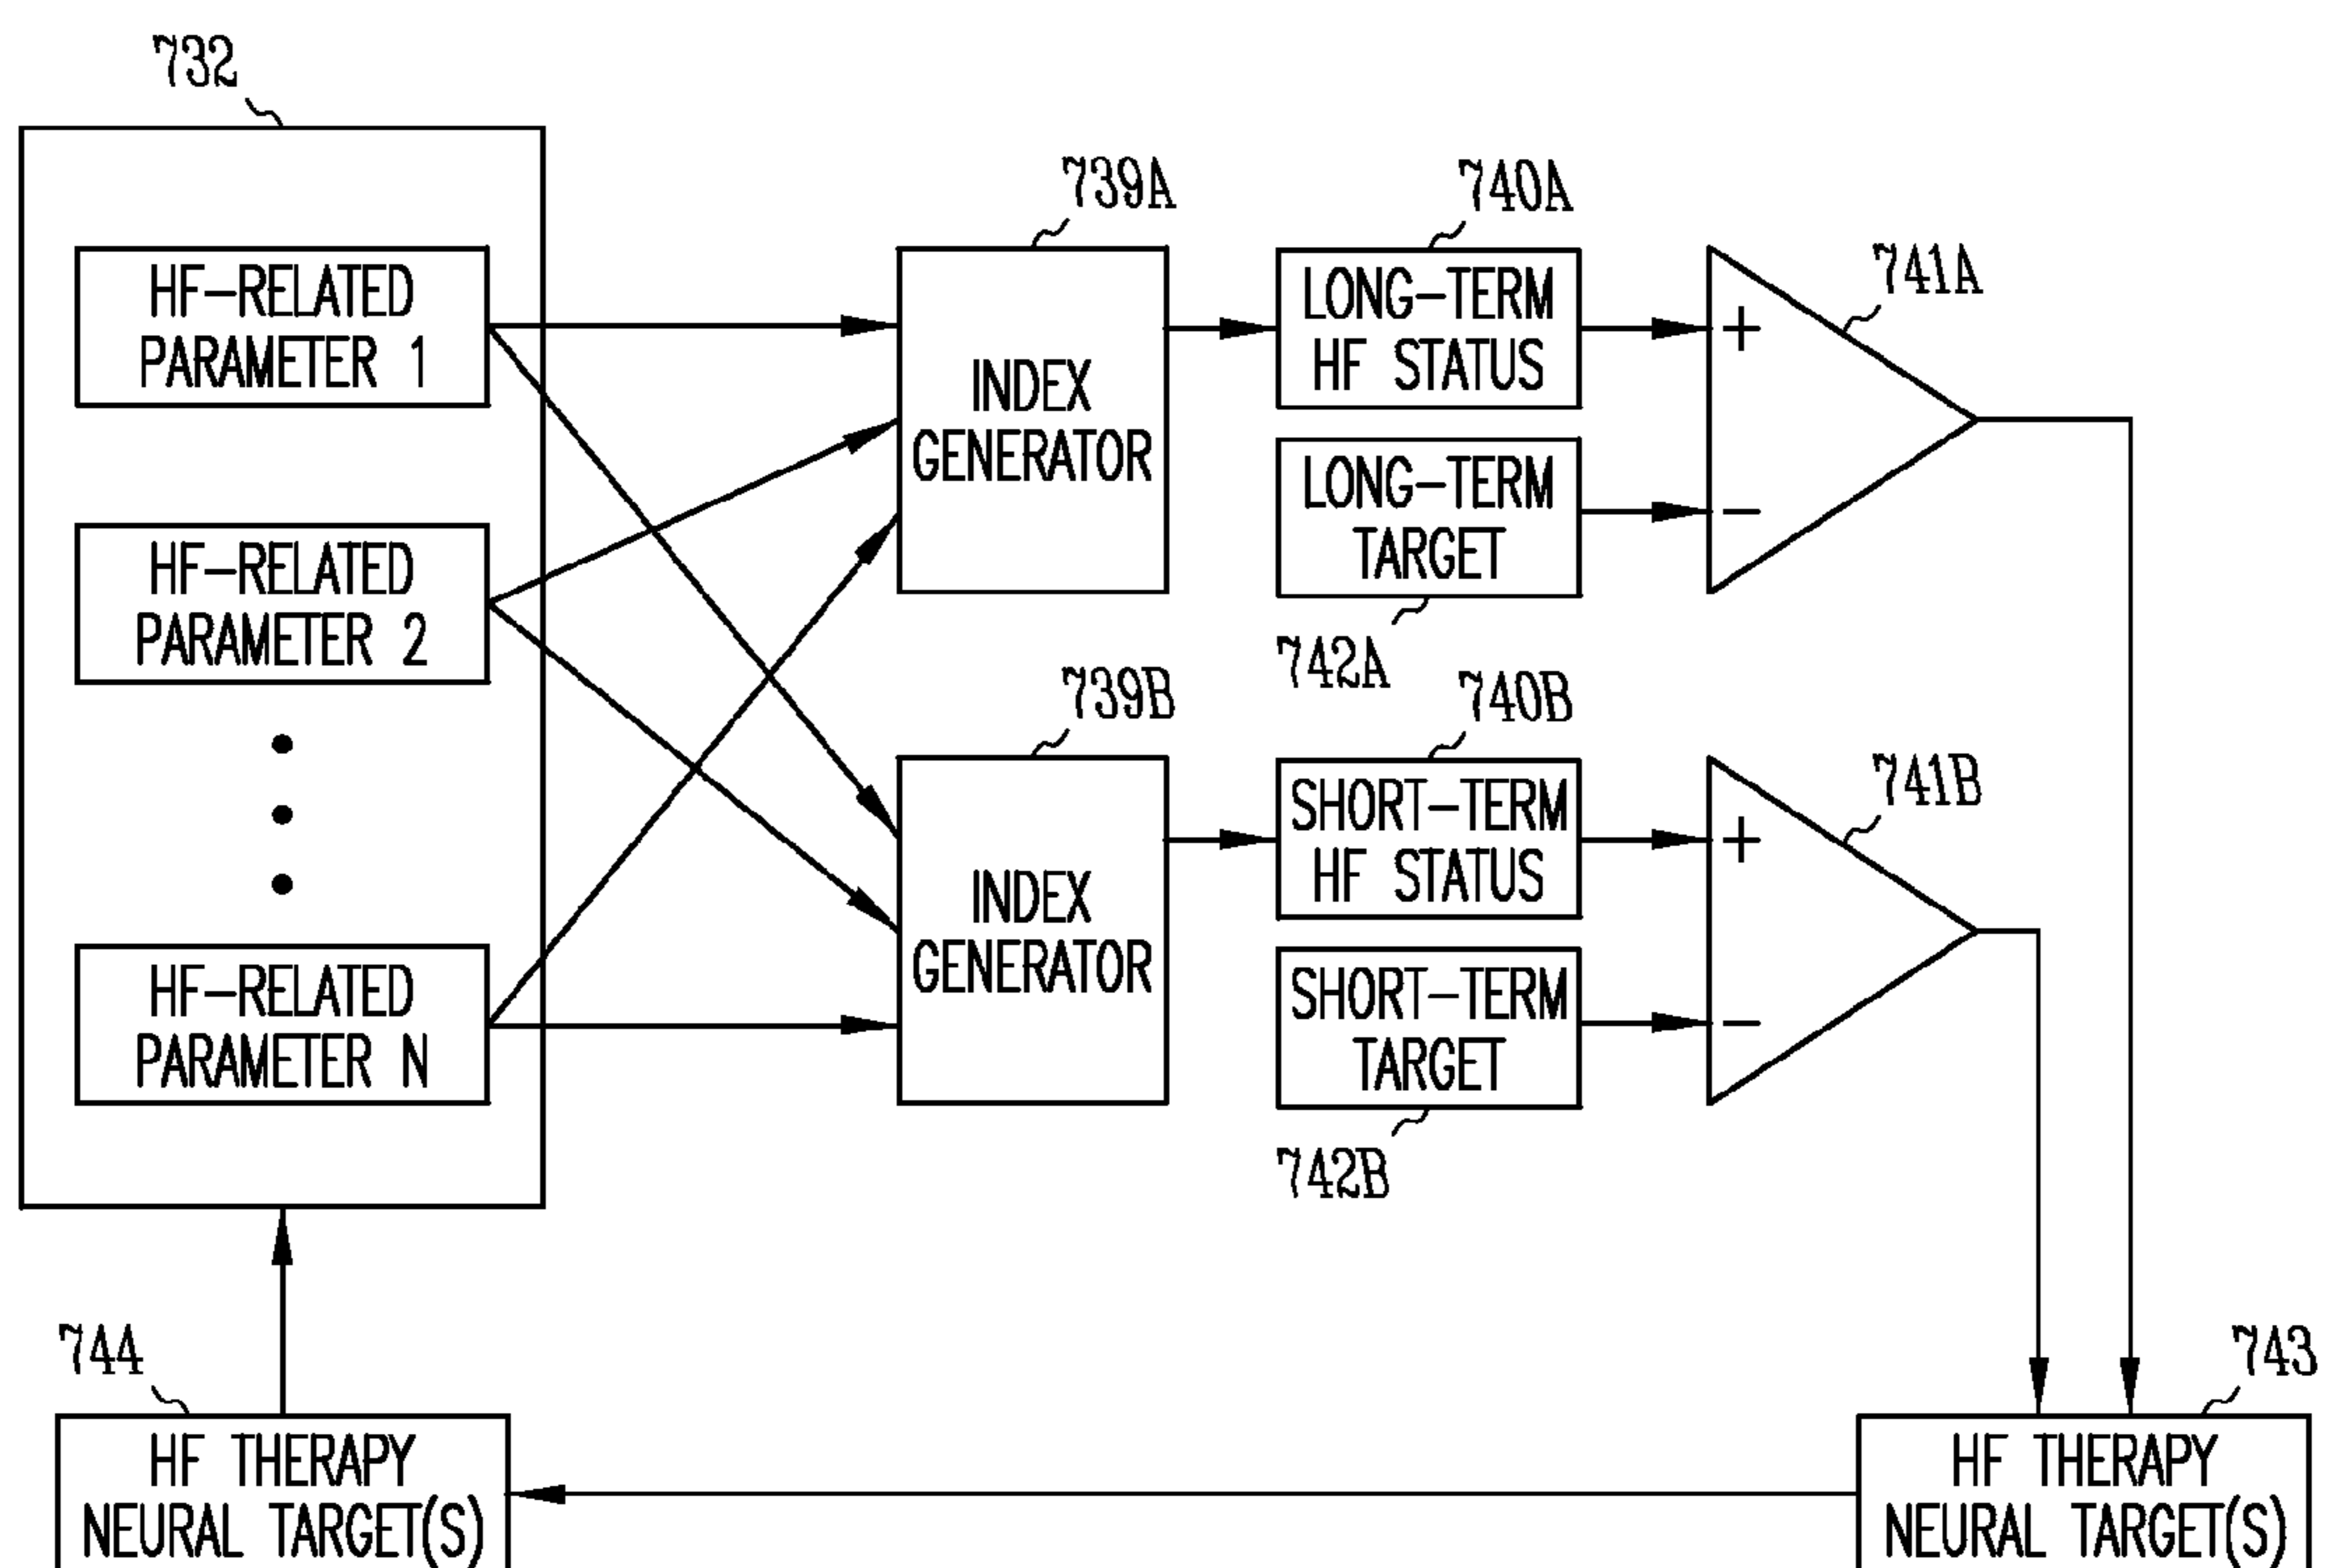 732
HF-RELATED
PARAMETER 1
HF-RELATED
PARAMETER 2
HF-RELATED
PARAMETER N
739A
INDEX
GENERATOR
739B
INDEX
GENERATOR
740A
LONG-TERM
HF STATUS
LONG-TERM
TARGET
742A
740B
SHORT-TERM
HF STATUS
SHORT-TERM
TARGET
742B
741A
+
−
741B
+
−
744
HF THERAPY
NEURAL TARGET(S)
743
HF THERAPY
NEURAL TARGET(S)